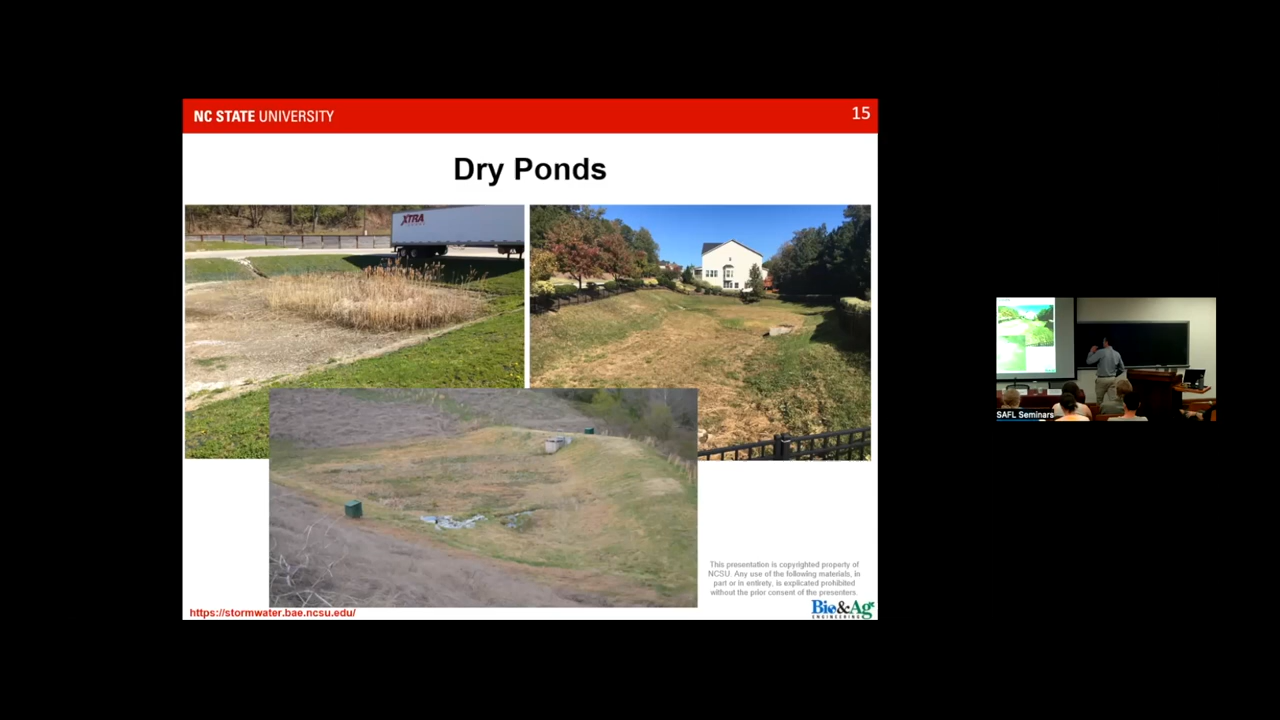 NC STATE UNIVERSITY
15
Dry Ponds
XTRA
This presentation is copyrighted property of
NCSU. Any use of the following materials, in
part or in entirety, is explicated prohibited
without the prior consent of the presenters.
https://stormwater.bae.ncsu.edu/
Bio&Ag
ENGINEERING
SAFL Seminars